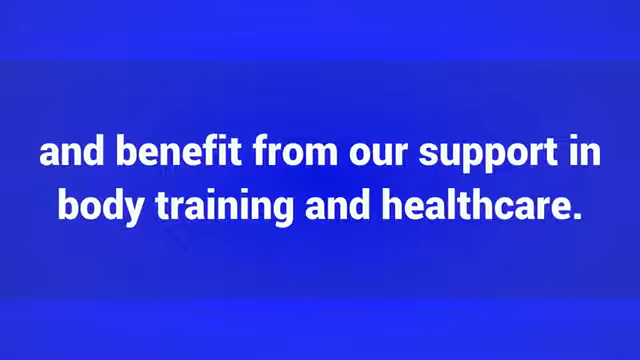 and benefit from our support in
body training and healthcare.